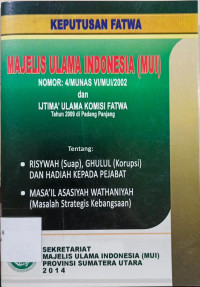 KEPUTUSAN FATWA
MAJELIS ULAMA INDONESIA (MUI)
NOMOR: 4/MUNAS VI/MUI/2002
dan
IJTIMA' ULAMA KOMISI FATWA
Tahun 2009 di Padang Panjang
Tentang:
• RISYWAH (Suap), GHULUL (Korupsi)
DAN HADIAH KEPADA PEJABAT
• MASA'IL ASASIYAH WATHANIYAH
(Masalah Strategis Kebangsaan)
SEKRETARIAT
MAJELIS ULAMA INDONESIA (MUI)
PROVINSI SUMATERA UTARA
2014